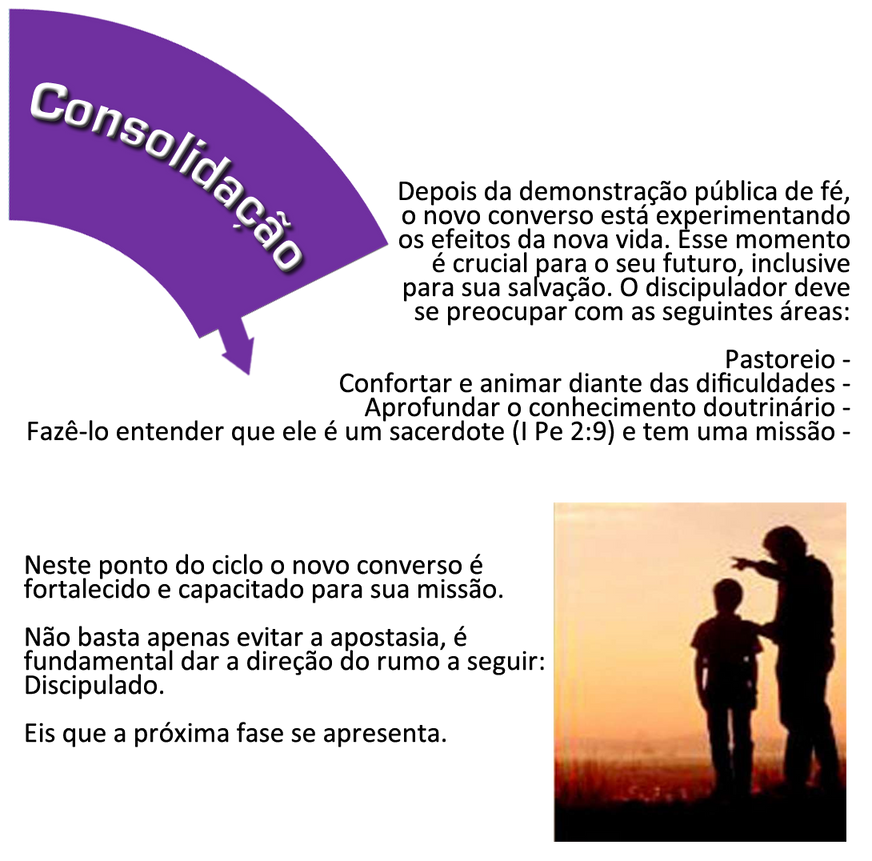 Consolidação
Depois da demonstração pública de fé,
o novo converso está experimentando
os efeitos da nova vida. Esse momento
é crucial para o seu futuro, inclusive
para sua salvação. O discipulador deve
se preocupar com as seguintes áreas:
Pastoreio -
Confortar e animar diante das dificuldades -
Aprofundar o conhecimento doutrinário -
Fazê-lo entender que ele é um sacerdote (I Pe 2:9) e tem uma missão -
Neste ponto do ciclo o novo converso é
fortalecido e capacitado para sua missão.
Não basta apenas evitar a apostasia, é
fundamental dar a direção do rumo a seguir:
Discipulado.
Eis que a próxima fase se apresenta.